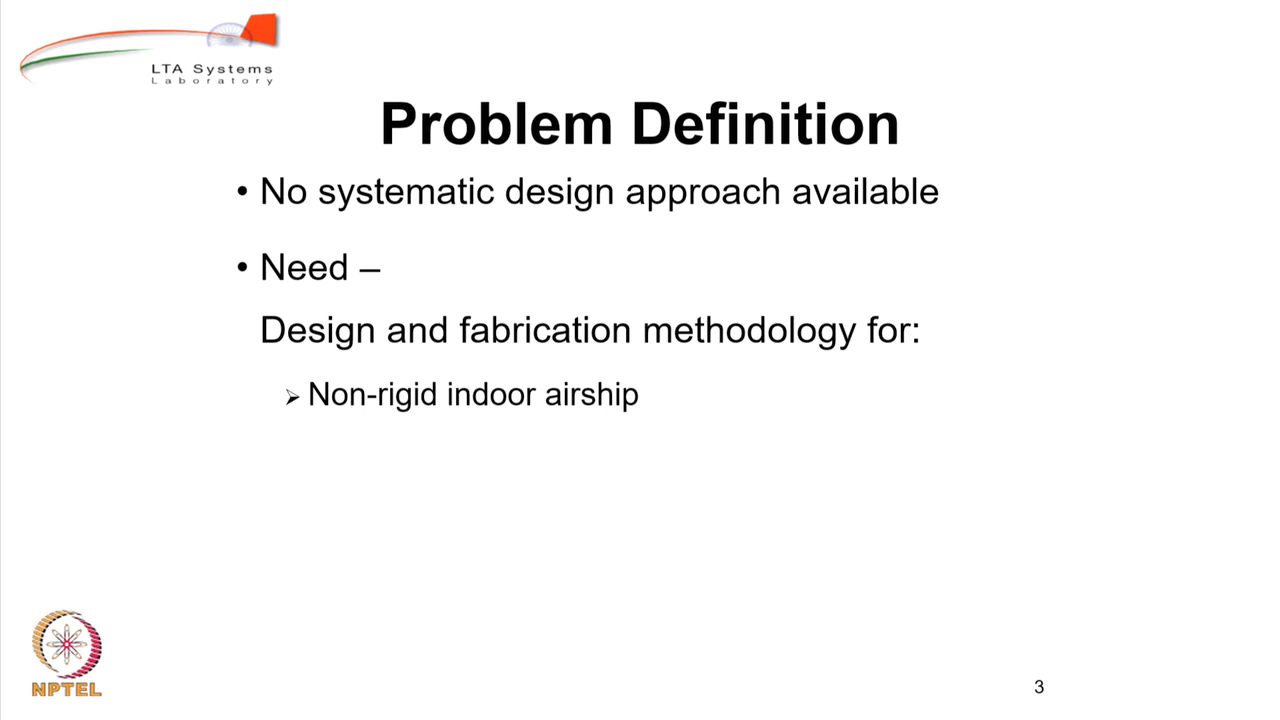 LTA Systems
Laboratory
Problem Definition
• No systematic design approach available
• Need –
Design and fabrication methodology for:
➢ Non-rigid indoor airship
NPTEL
3